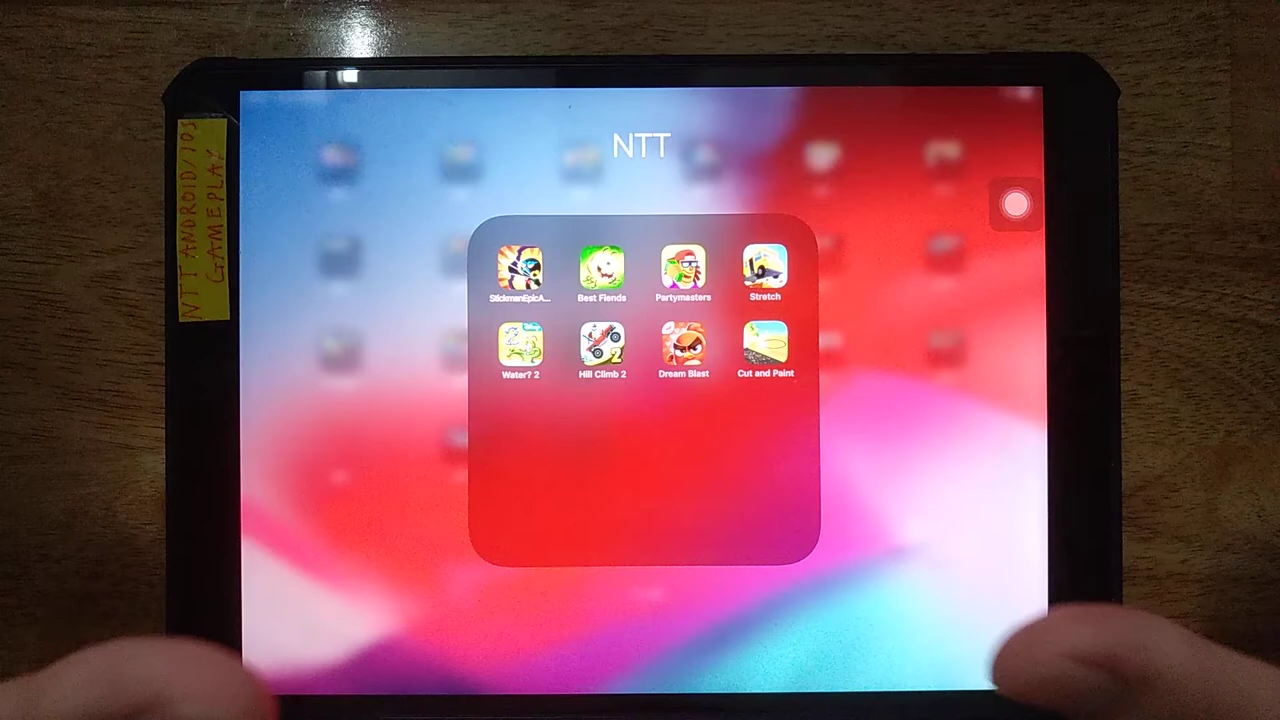 NTT ANDROID/IOS
GAMEPLAY
NTT
StickmanEpicA...
Best Fiends
Partymasters
Stretch
Water? 2
Hill Climb 2
Dream Blast
Cut and Paint
2